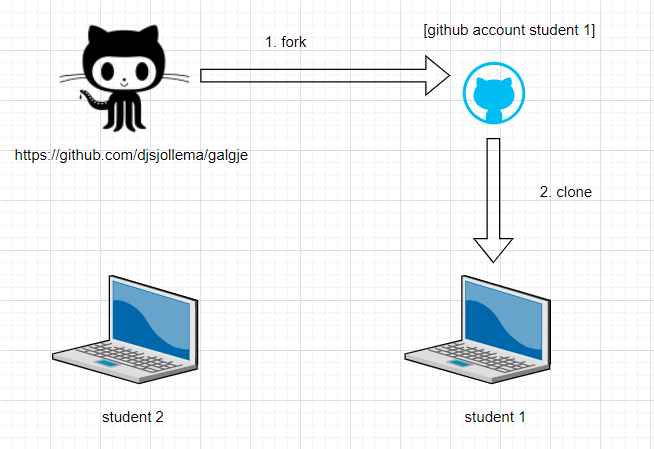 [github account student 1]
1. fork
https://github.com/djsjollema/galgje
2. clone
student 2
student 1